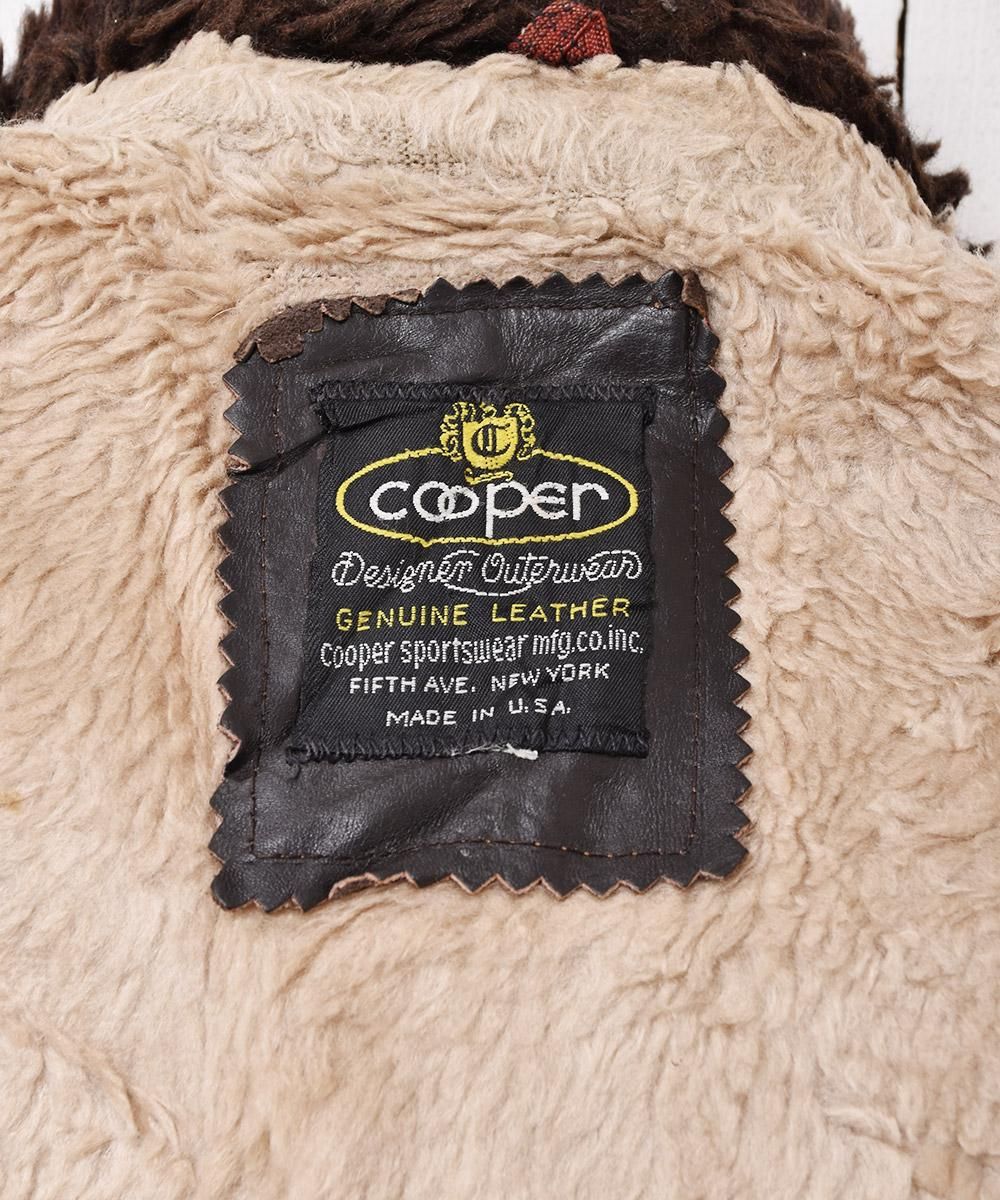 C
cooper
Designer Outerwear
GENUINE LEATHER
cooper sportswear mfg.co.inc.
FIFTH AVE. NEW YORK
MADE IN U.S.A.